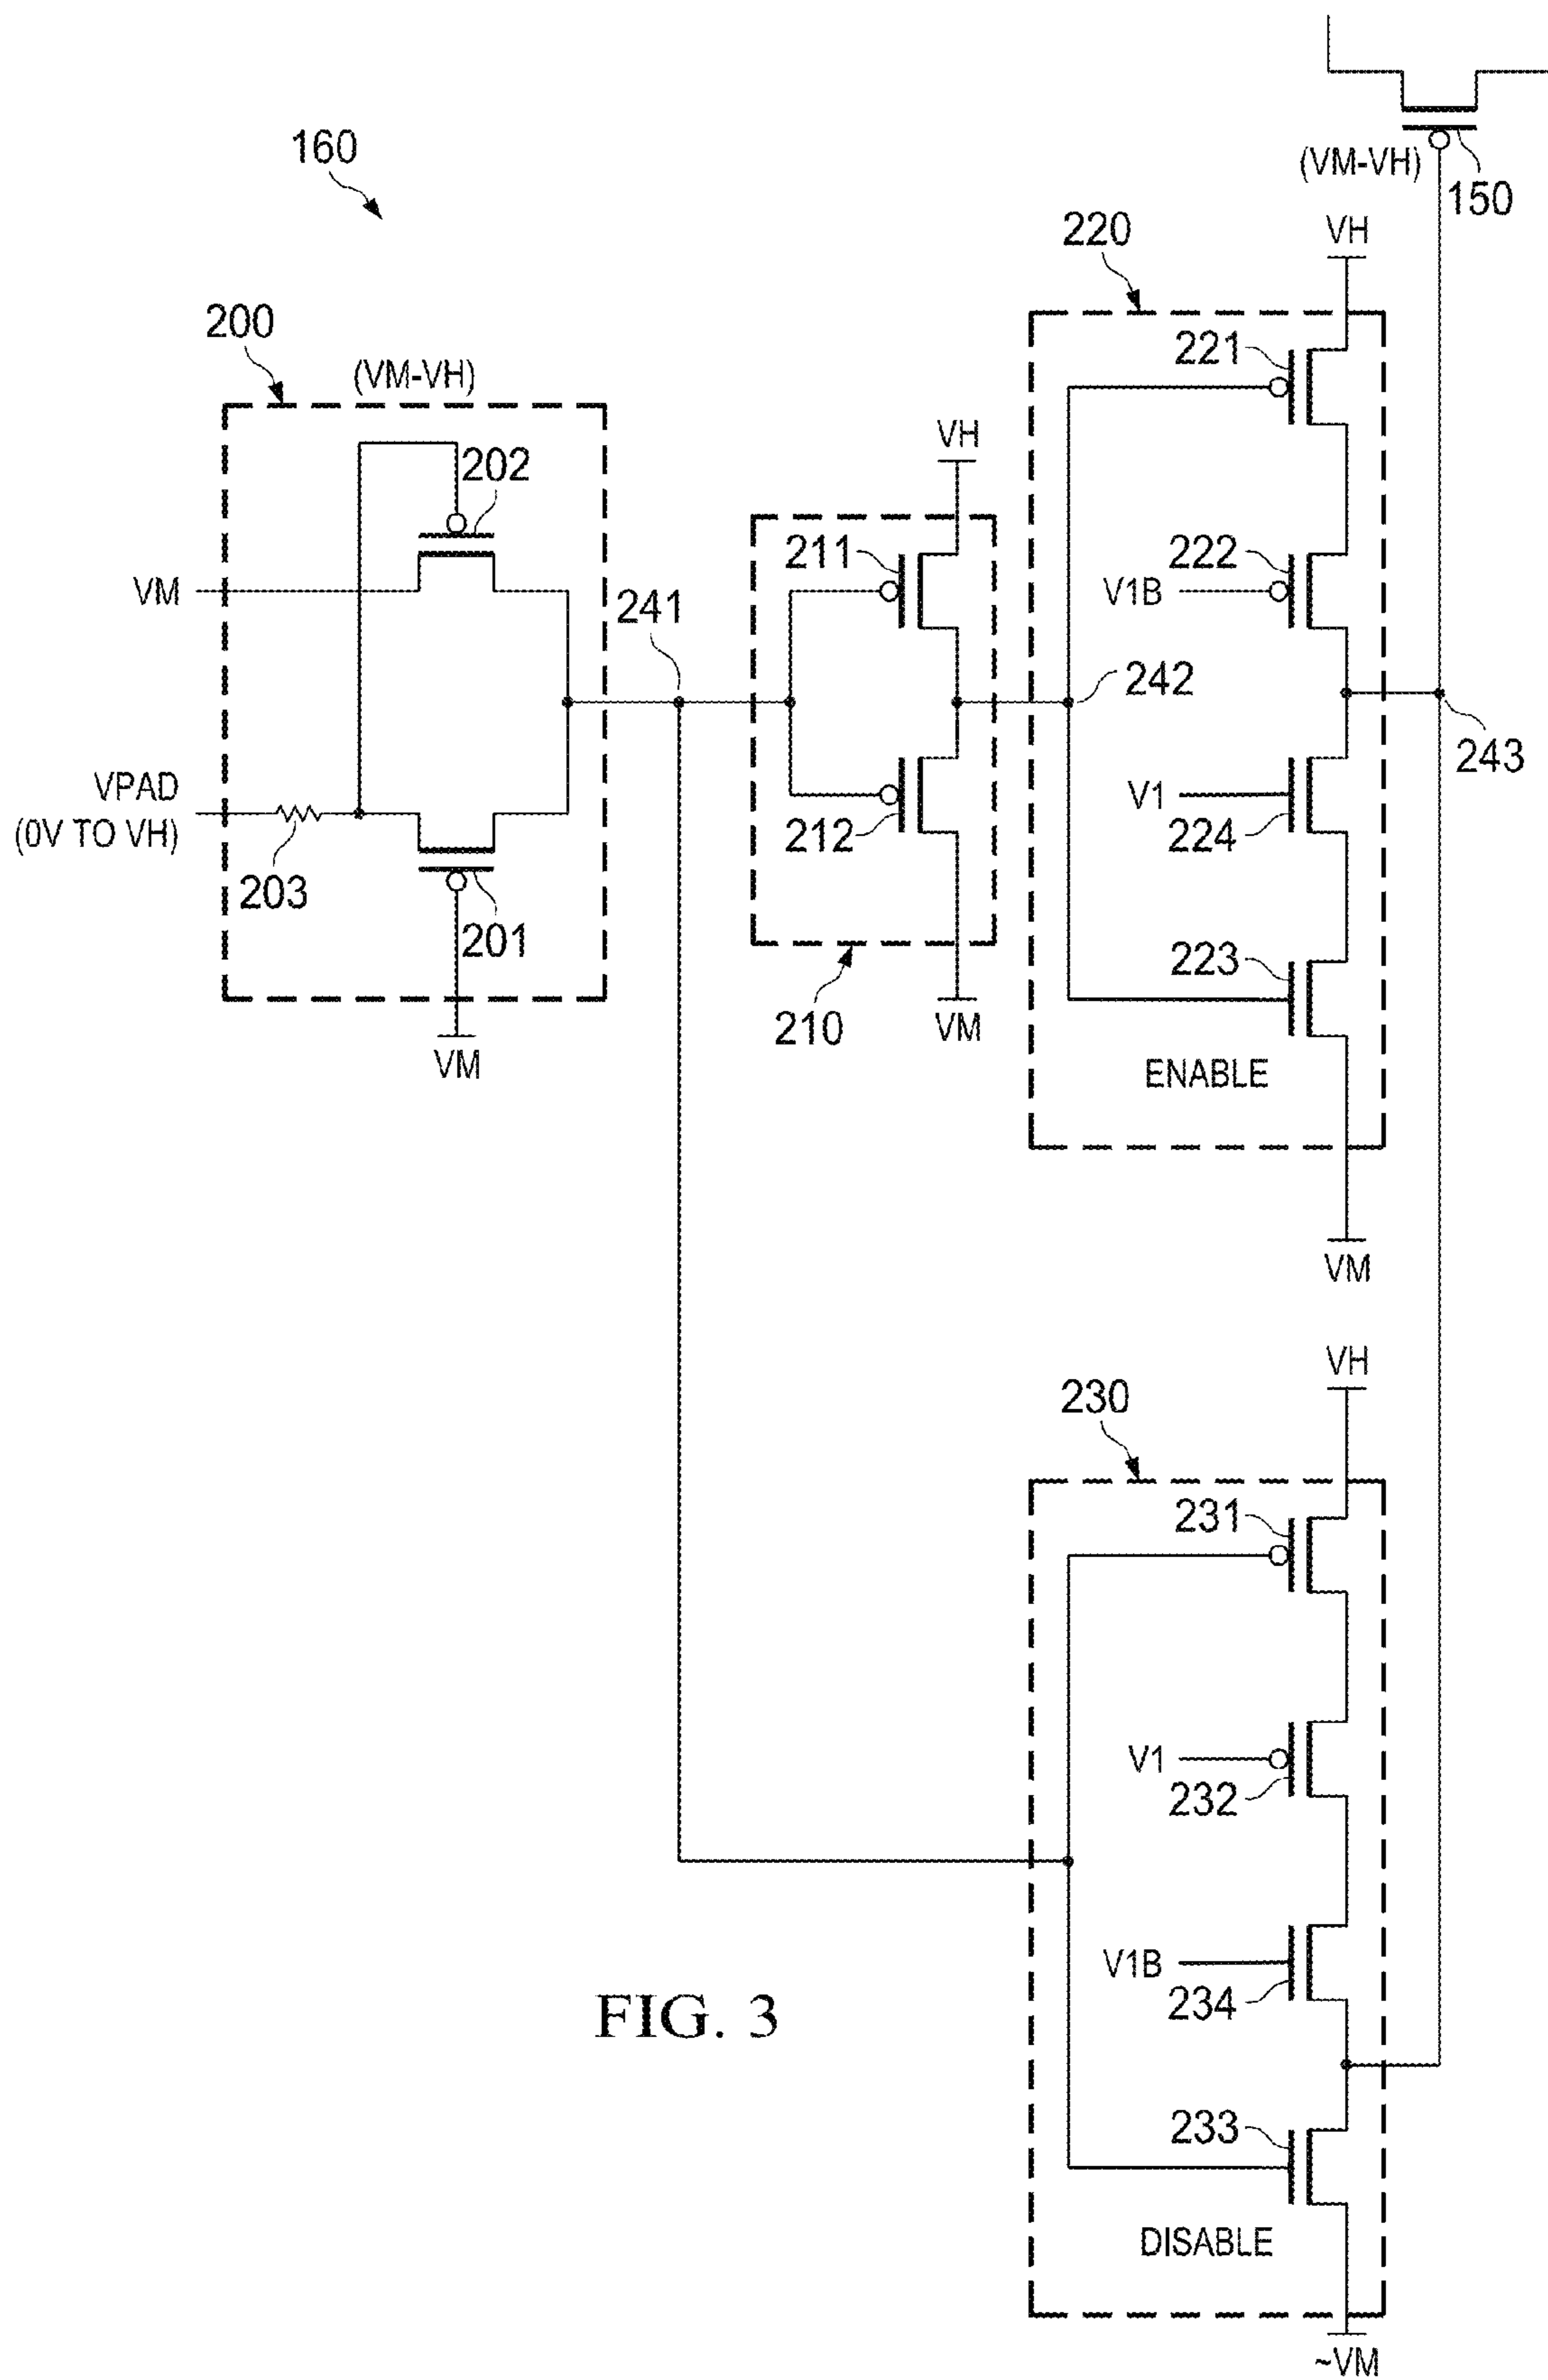 160
(VM-VH)
150
220
VH
200
(VM-VH)
221
202
VH
211
V1B
222
VM
241
242
243
VPAD
(0V TO VH)
V1
224
212
203
201
223
210
VM
VM
ENABLE
VM
VH
230
231
V1
232
V1B
234
FIG. 3
233
DISABLE
~VM